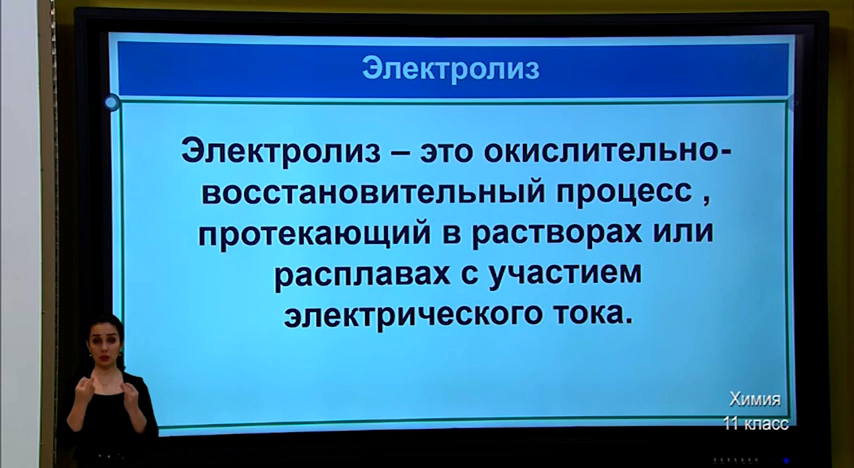 Электролиз
Электролиз – это окислительно-
восстановительный процесс ,
протекающий в растворах или
расплавах с участием
электрического тока.
Химия
11 класс